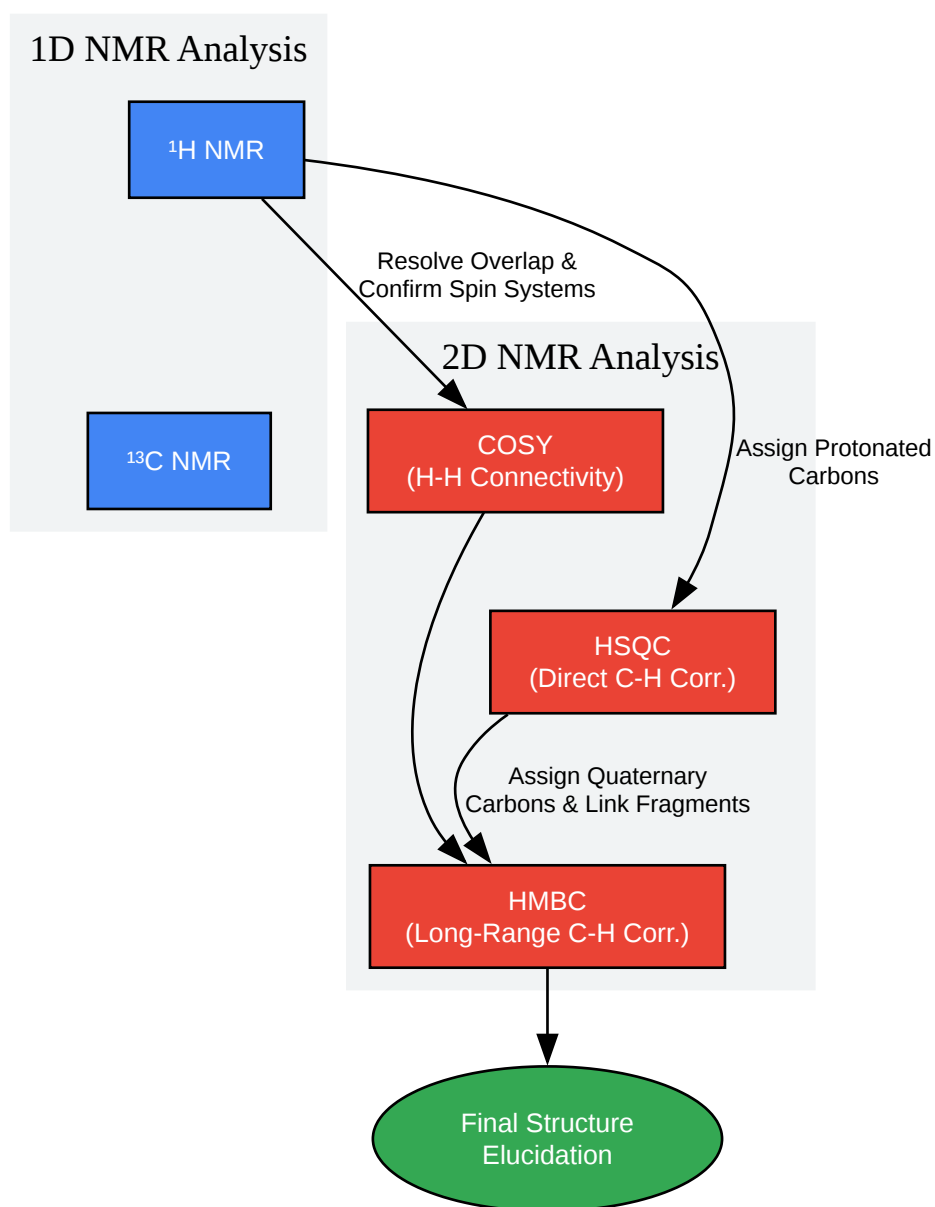 1D NMR Analysis
¹H NMR
Resolve Overlap &
Confirm Spin Systems
2D NMR Analysis
COSY
(H-H Connectivity)
¹³C NMR
Assign Protonated
Carbons
HSQC
(Direct C-H Corr.)
Assign Quaternary
Carbons & Link Fragments
HMBC
(Long-Range C-H Corr.)
Final Structure
Elucidation